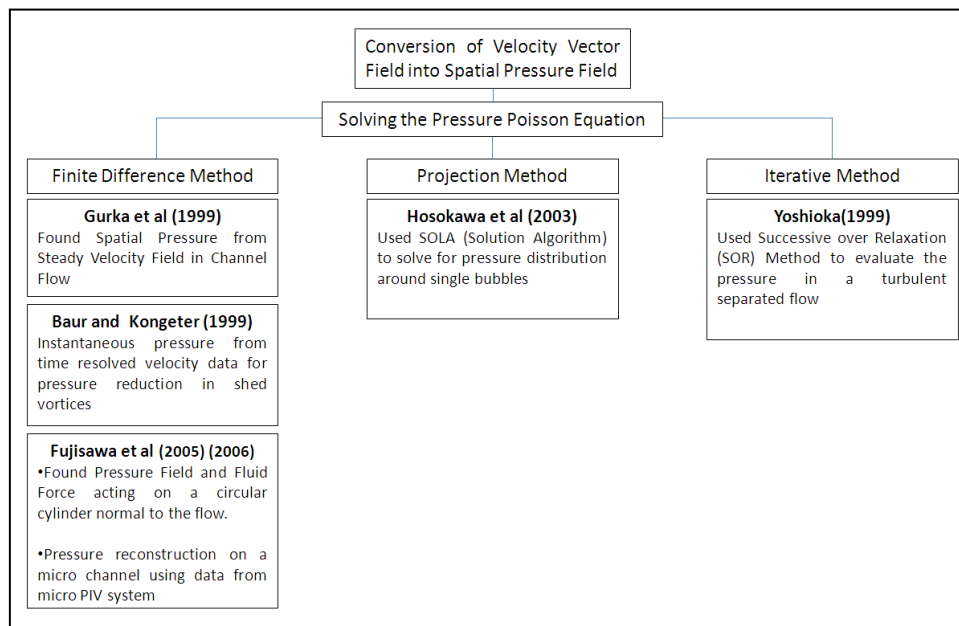 Conversion of Velocity Vector
Field into Spatial Pressure Field
Solving the Pressure Poisson Equation
Finite Difference Method
Gurka et al (1999)
Found Spatial Pressure from
Steady Velocity Field in Channel
Flow
Baur and Kongeter (1999)
Instantaneous pressure from
time resolved velocity data for
pressure reduction in shed
vortices
Fujisawa et al (2005) (2006)
•Found Pressure Field and Fluid
Force acting on a circular
cylinder normal to the flow.
•Pressure reconstruction on a
micro channel using data from
micro PIV system
Projection Method
Hosokawa et al (2003)
Used SOLA (Solution Algorithm)
to solve for pressure distribution
around single bubbles
Iterative Method
Yoshioka(1999)
Used Successive over Relaxation
(SOR) Method to evaluate the
pressure in a turbulent
separated flow